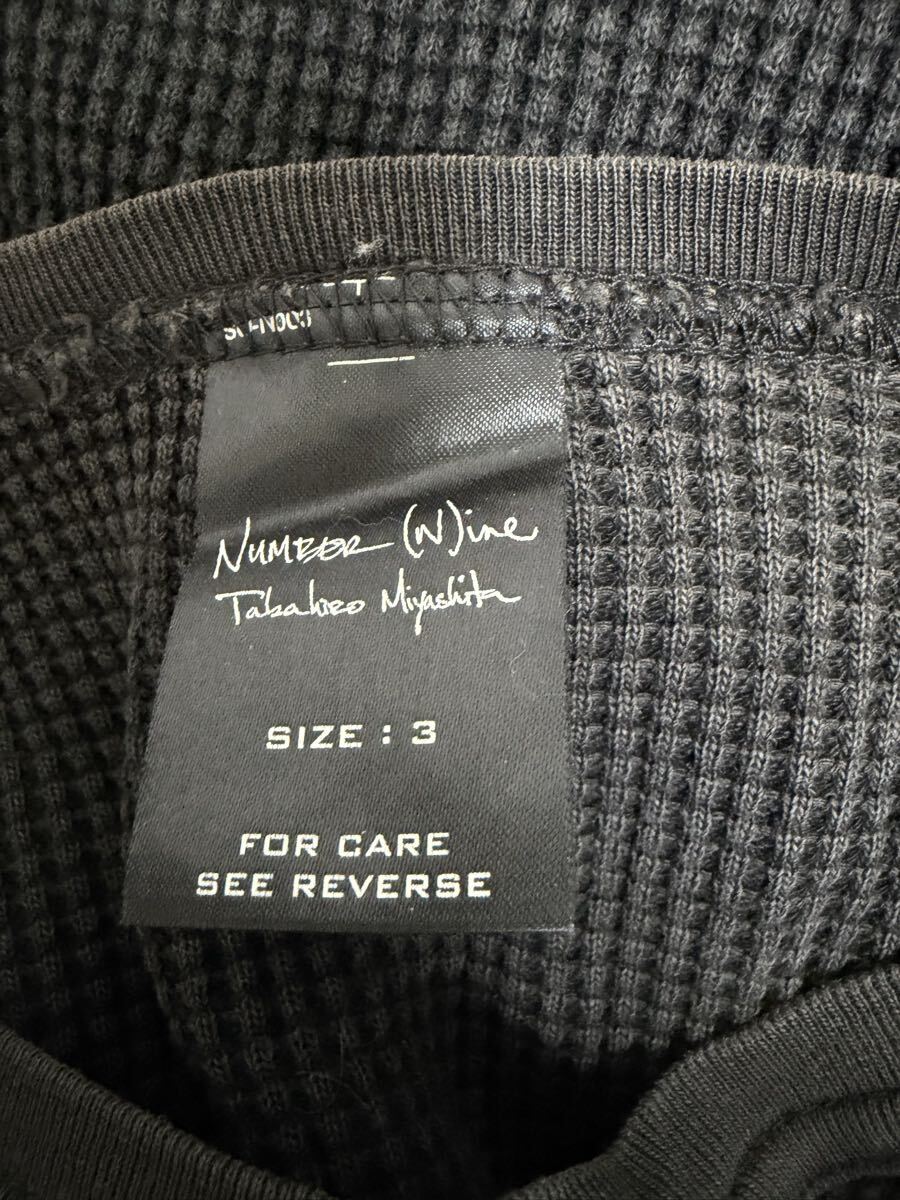 NUMBER (N)ine
Takahiro Miyashita
SIZE : 3
FOR CARE
SEE REVERSE